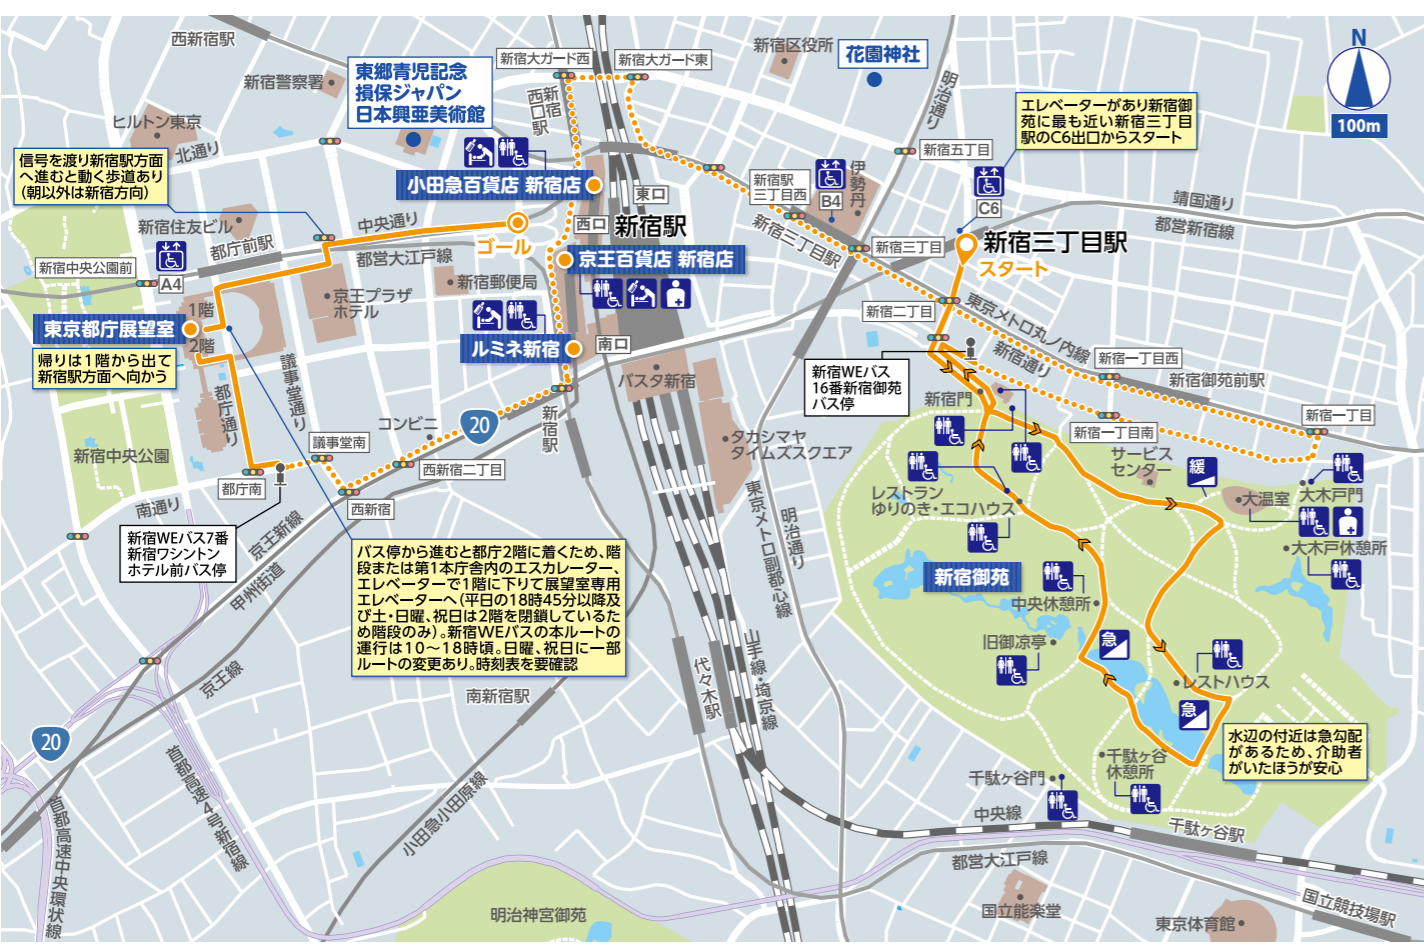 西新宿駅
新宿警察署
東郷青児記念
損保ジャパン
日本興亜美術館
新宿大ガード西
新宿大ガード東
新宿
西口駅
新宿区役所
花園神社
明治通り
N
100m
エレベーターがあり新宿御
苑に最も近い新宿三丁目
駅のC6出口からスタート
ヒルトン東京
北通り
信号を渡り新宿駅方面
へ進むと動く歩道あり
(朝以外は新宿方向)
小田急百貨店 新宿店
東口
新宿駅
三丁目西
伊勢丹
B4
新宿五丁目
C6
靖国通り
都営新宿線
新宿住友ビル
中央通り
ゴール
西口
新宿駅
新宿三丁目駅
新宿三丁目
新宿三丁目駅
スタート
都庁前駅
都営大江戸線
新宿中央公園前
A4
京王百貨店 新宿店
新宿郵便局
京王プラザ
ホテル
1階
東京都庁展望室
2階
帰りは1階から出て
新宿駅方面へ向かう
ルミネ新宿
南口
新宿二丁目
東京メトロ丸ノ内線
新宿通り
新宿一丁目西
新宿御苑前駅
新宿WEバス
16番新宿御苑
バス停
新宿門
バスタ新宿
議事堂通り
都庁通り
コンビニ
20
新宿駅
新宿一丁目
新宿一丁目南
タカシマヤ
タイムズスクエア
サービス
センター
緩
新宿中央公園
議事堂南
西新宿二丁目
都庁南
西新宿
南通り
レストラン
ゆりのき・エコハウス
大温室
大木戸門
大木戸休憩所
新宿WEバス7番
新宿ワシントン
ホテル前バス停
京王新線
甲州街道
バス停から進むと都庁2階に着くため、階
段または第1本庁舎内のエスカレーター、
エレベーターで1階に下りて展望室専用
エレベーターへ(平日の18時45分以降及
び土・日曜、祝日は2階を閉鎖しているた
め階段のみ)。新宿WEバスの本ルートの
運行は10〜18時頃。日曜、祝日に一部
ルートの変更あり。時刻表を要確認
東京メトロ副都心線
明治通り
新宿御苑
中央休憩所
旧御凉亭
急
レストハウス
急
水辺の付近は急勾配
があるため、介助者
がいたほうが安心
京王線
南新宿駅
代々木駅
山手線・埼京線
20
首都高速4号新宿線
首都高速中央環状線
小田急小田原線
千駄ヶ谷門
千駄ヶ谷
休憩所
中央線
千駄ヶ谷駅
都営大江戸線
明治神宮御苑
国立能楽堂
東京体育館
国立競技場駅